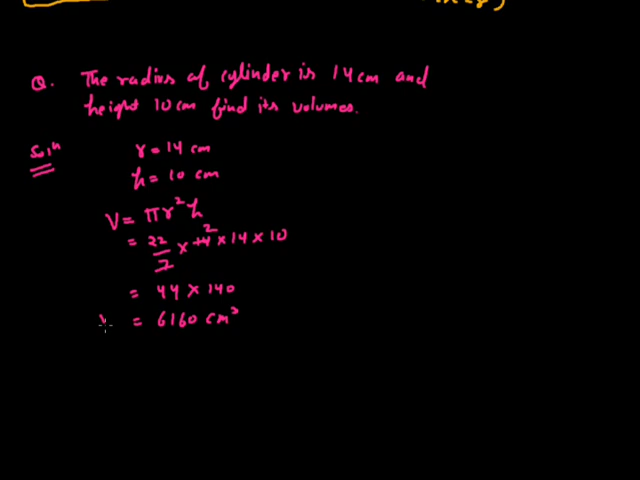 Q. The radius of cylinder is 14 cm and
height 10 cm find its volumes.
Soln r = 14 cm
h = 10 cm
V = πr²h
= 22/7 × 14 2 × 14 × 10
= 44 × 140
= 6160 cm³